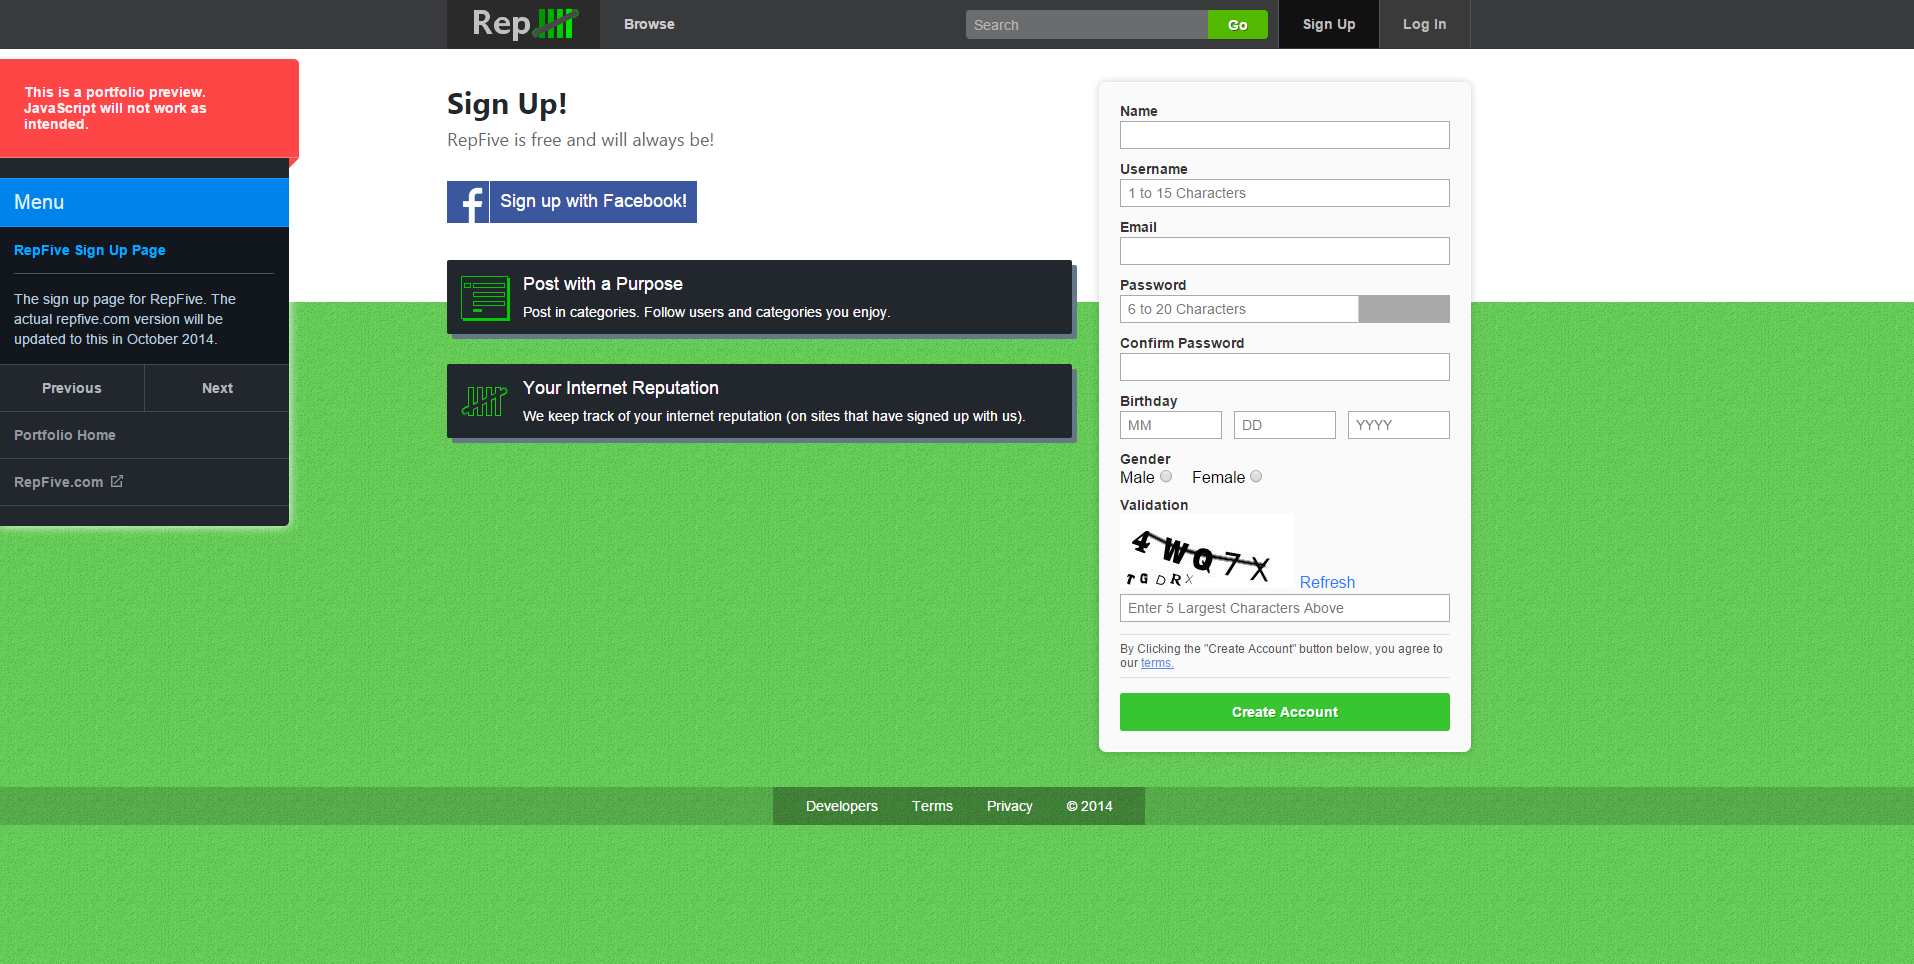 Rep
Browse
Search
Go
Sign Up
Log In
This is a portfolio preview.
JavaScript will not work as
intended.
Menu
RepFive Sign Up Page
The sign up page for RepFive. The
actual repfive.com version will be
updated to this in October 2014.
Previous
Next
Portfolio Home
RepFive.com
Sign Up!
RepFive is free and will always be!
f
Sign up with Facebook!
Post with a Purpose
Post in categories. Follow users and categories you enjoy.
Your Internet Reputation
We keep track of your internet reputation (on sites that have signed up with us).
Name
Username
1 to 15 Characters
Email
Password
6 to 20 Characters
Confirm Password
Birthday
MM DD YYYY
Gender
Male Female
Validation
4WQ7X
TGDRX
Refresh
Enter 5 Largest Characters Above
By Clicking the "Create Account" button below, you agree to
our terms.
Create Account
Developers Terms Privacy © 2014